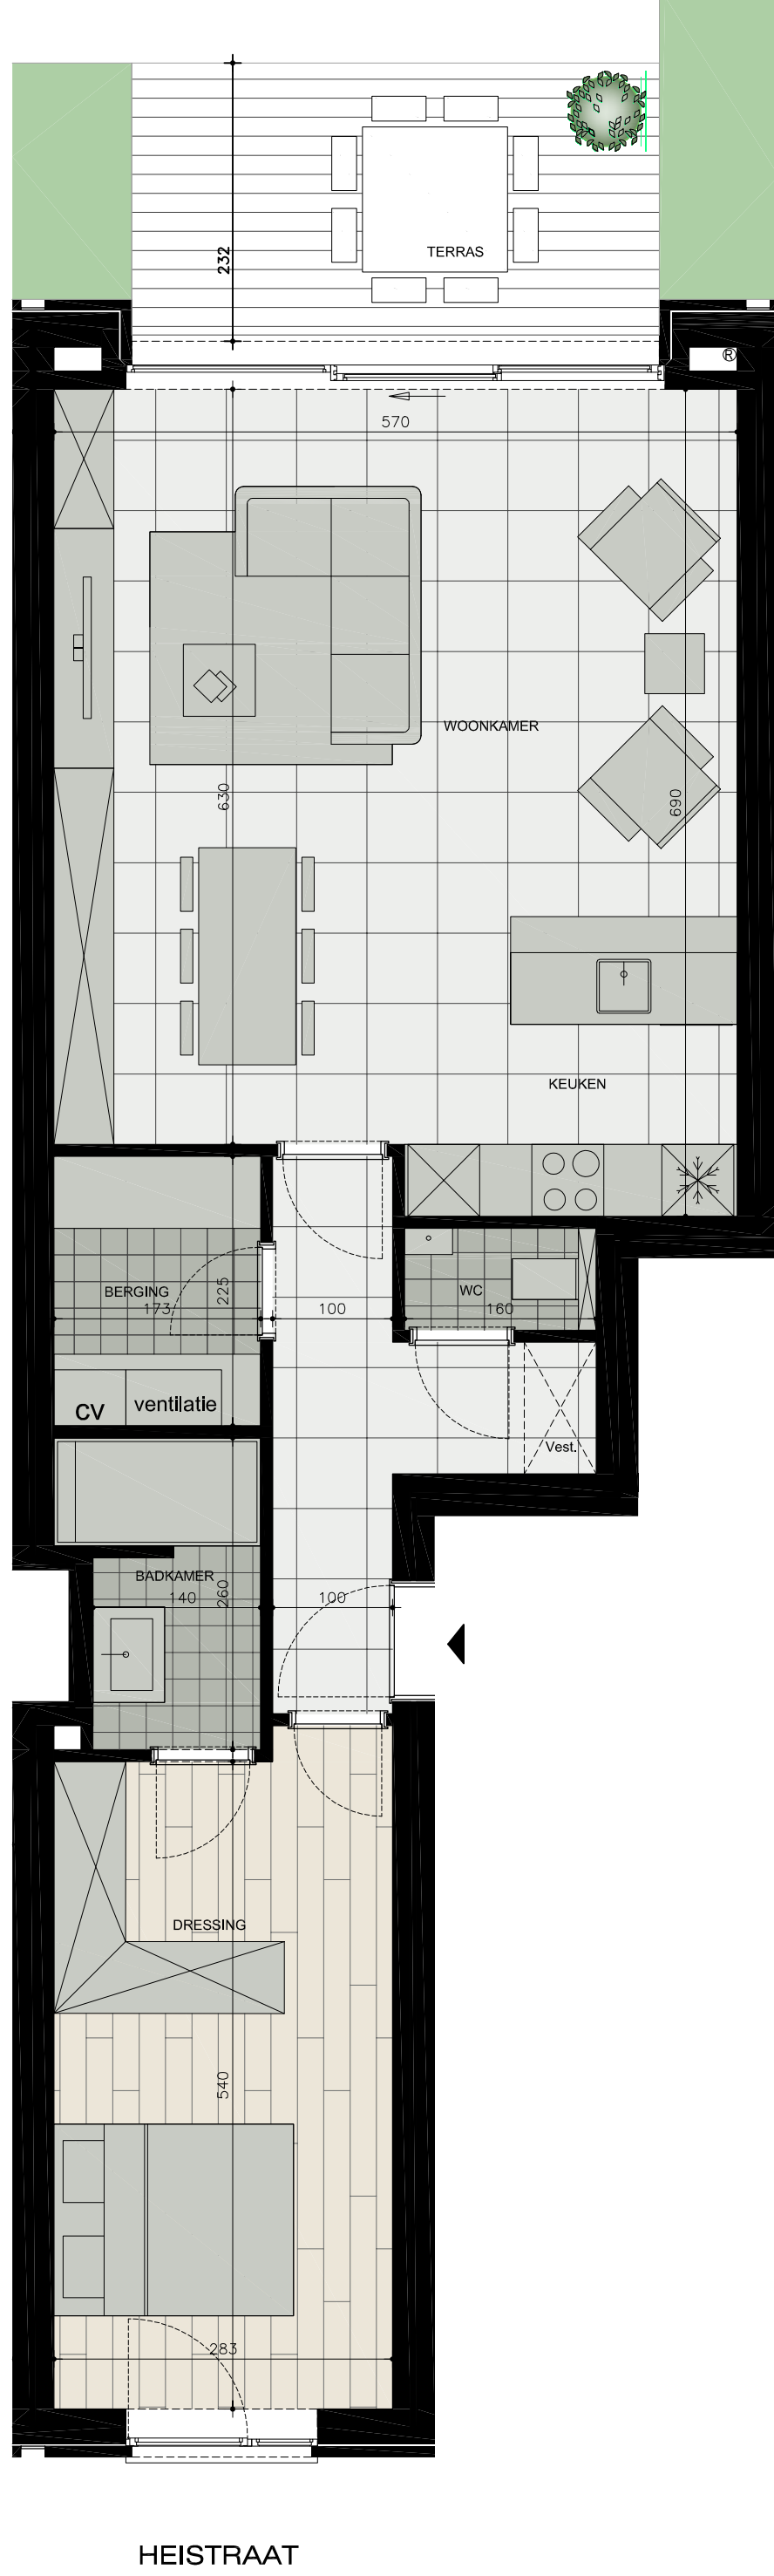 232
TERRAS
®
570
WOONKAMER
630
690
KEUKEN
BERGING
173
225
100
WC
160
CV
ventilatie
Vest.
BADKAMER
140
260
100
DRESSING
540
283
HEISTRAAT